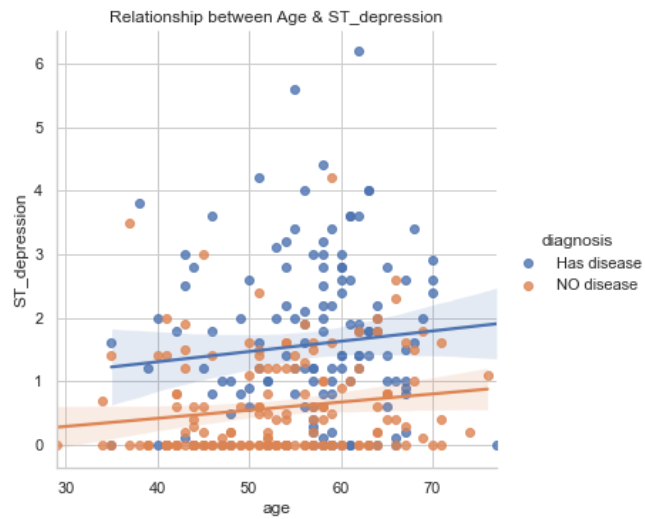 Relationship between Age & ST_depression
6
5
4
3
2
1
0
ST_depression
30 40 50 60 70
age
diagnosis
Has disease
NO disease